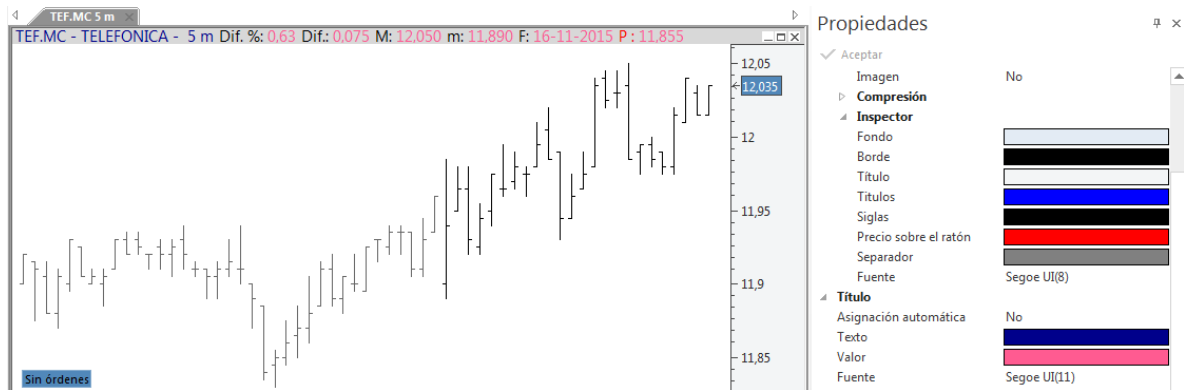 TEF.MC 5 m
TEF.MC - TELEFONICA - 5 m Dif. %: 0,63 Dif.: 0,075 M: 12,050 m: 11,890 F: 16-11-2015 P : 11,855
12,05
12,035
12
11,95
11,9
11,85
Sin órdenes
Propiedades
Aceptar
Imagen No
Compresión
Inspector
Fondo
Borde
Título
Titulos
Siglas
Precio sobre el ratón
Separador
Fuente Segoe UI(8)
Título
Asignación automática No
Texto
Valor
Fuente Segoe UI(11)